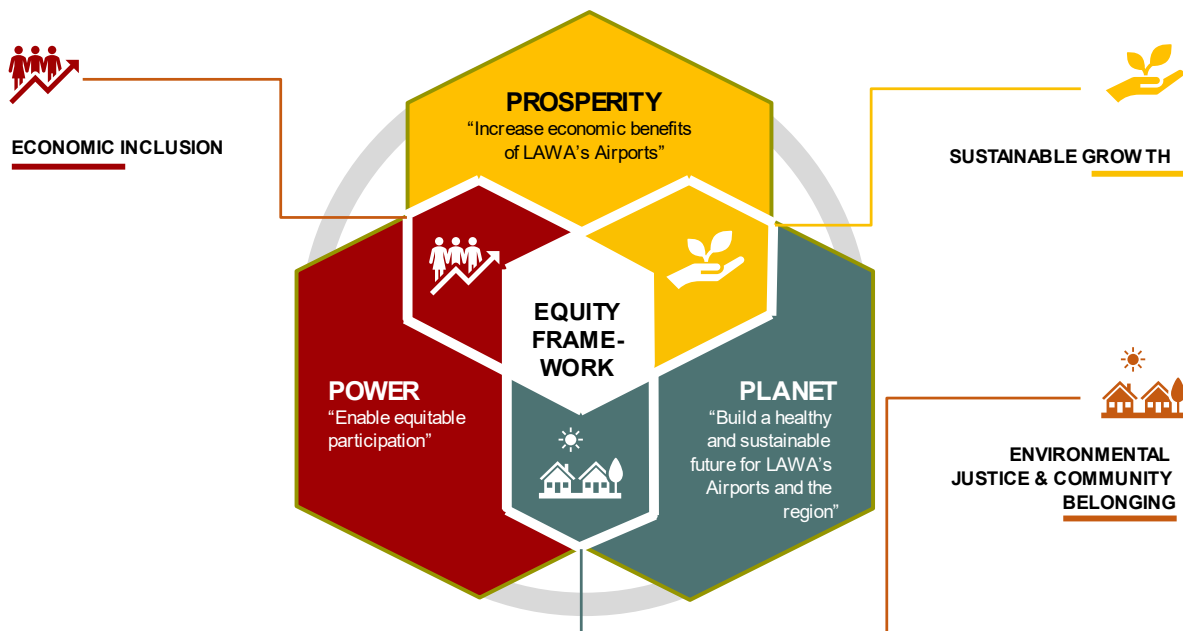 PROSPERITY
“Increase economic benefits
of LAWA’s Airports”
ECONOMIC INCLUSION
SUSTAINABLE GROWTH
EQUITY
FRAME-
WORK
POWER
“Enable equitable
participation”
PLANET
“Build a healthy
and sustainable
future for LAWA’s
Airports and the
region”
ENVIRONMENTAL
JUSTICE & COMMUNITY
BELONGING